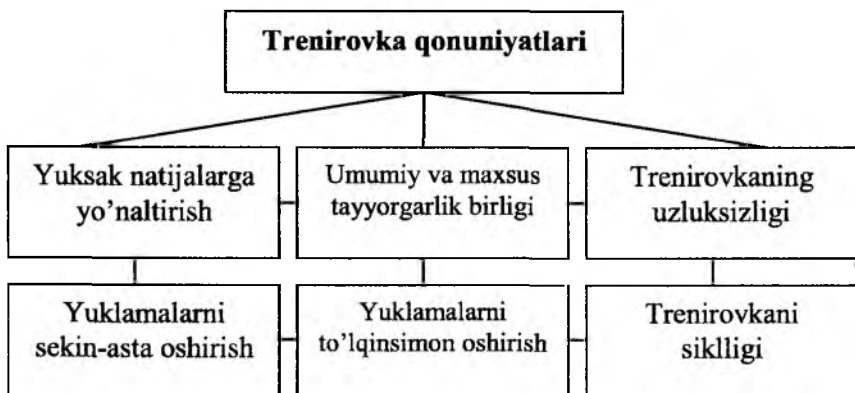 Trenirovka qonuniyatlari
Yuksak natijalarga
yo'naltirish
Umumiy va maxsus
tayyorgarlik birligi
Trenirovkaning
uzluksizligi
Yuklamalarni
sekin-asta oshirish
Yuklamalarni
to'lqinsimon oshirish
Trenirovkani
siklligi